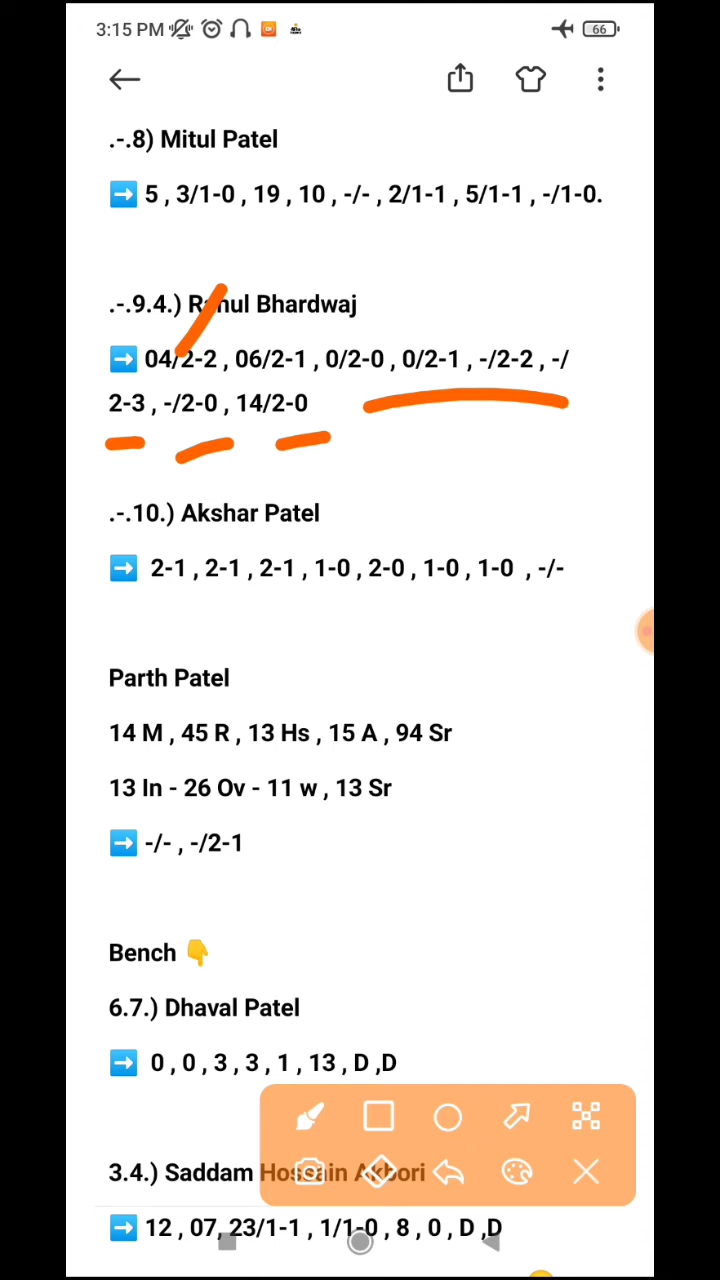 3:15 PM
66
.-.8) Mitul Patel
➡️ 5 , 3/1-0 , 19 , 10 , -/- , 2/1-1 , 5/1-1 , -/1-0.
.-.9.4.) Rahul Bhardwaj
➡️ 04/2-2 , 06/2-1 , 0/2-0 , 0/2-1 , -/2-2 , -/
2-3 , -/2-0 , 14/2-0
.-.10.) Akshar Patel
➡️ 2-1 , 2-1 , 2-1 , 1-0 , 2-0 , 1-0 , 1-0 , -/-
Parth Patel
14 M , 45 R , 13 Hs , 15 A , 94 Sr
13 In - 26 Ov - 11 w , 13 Sr
➡️ -/- , -/2-1
Bench 👇
6.7.) Dhaval Patel
➡️ 0 , 0 , 3 , 3 , 1 , 13 , D ,D
3.4.) Saddam Hossain Akbori
➡️ 12 , 07, 23/1-1 , 1/1-0 , 8 , 0 , D ,D